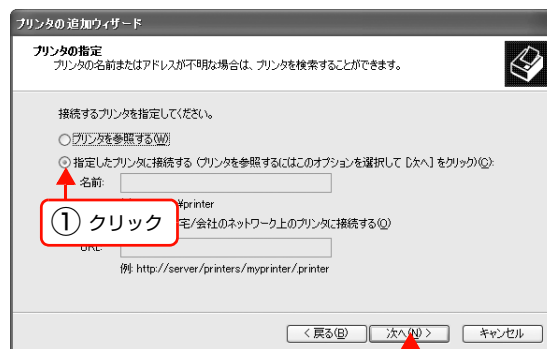 プリンタの追加ウィザード
プリンタの指定
プリンタの名前またはアドレスが不明な場合は、プリンタを検索することができます。
接続するプリンタを指定してください。
プリンタを参照する(W)
指定したプリンタに接続する (プリンタを参照するにはこのオプションを選択して [次へ] をクリック)(C):
名前:
¥printer
① クリック
宅/会社のネットワーク上のプリンタに接続する(O)
URL:
例: http://server/printers/myprinter/.printer
< 戻る(B)
次へ(N) >
キャンセル